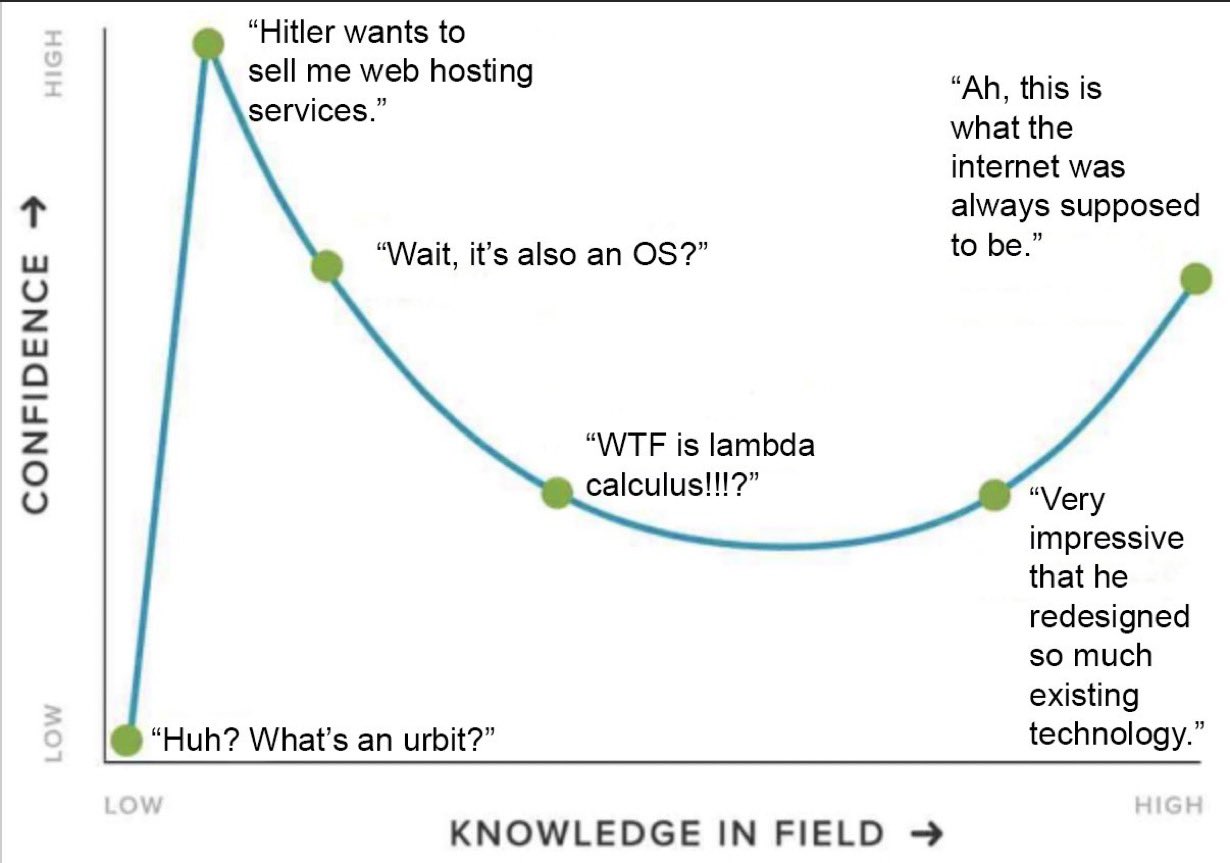 HIGH
“Hitler wants to
sell me web hosting
services.”
“Ah, this is
what the
internet was
always supposed
to be.”
CONFIDENCE →
“Wait, it’s also an OS?”
“WTF is lambda
calculus!!!?”
“Very
impressive
that he
redesigned
so much
existing
technology.”
LOW
“Huh? What’s an urbit?”
LOW
HIGH
KNOWLEDGE IN FIELD →